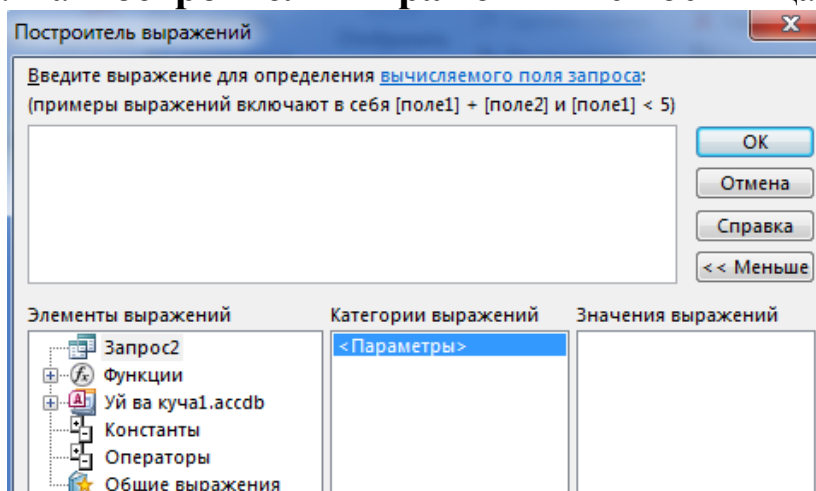 Построитель выражений
Введите выражение для определения вычисляемого поля запроса:
(примеры выражений включают в себя [поле1] + [поле2] и [поле1] < 5)
ОК
Отмена
Справка
<< Меньше
Элементы выражений
Категории выражений
Значения выражений
Запрос2
Функции
Уй ва куча1.accdb
Константы
Операторы
Общие выражения
<Параметры>